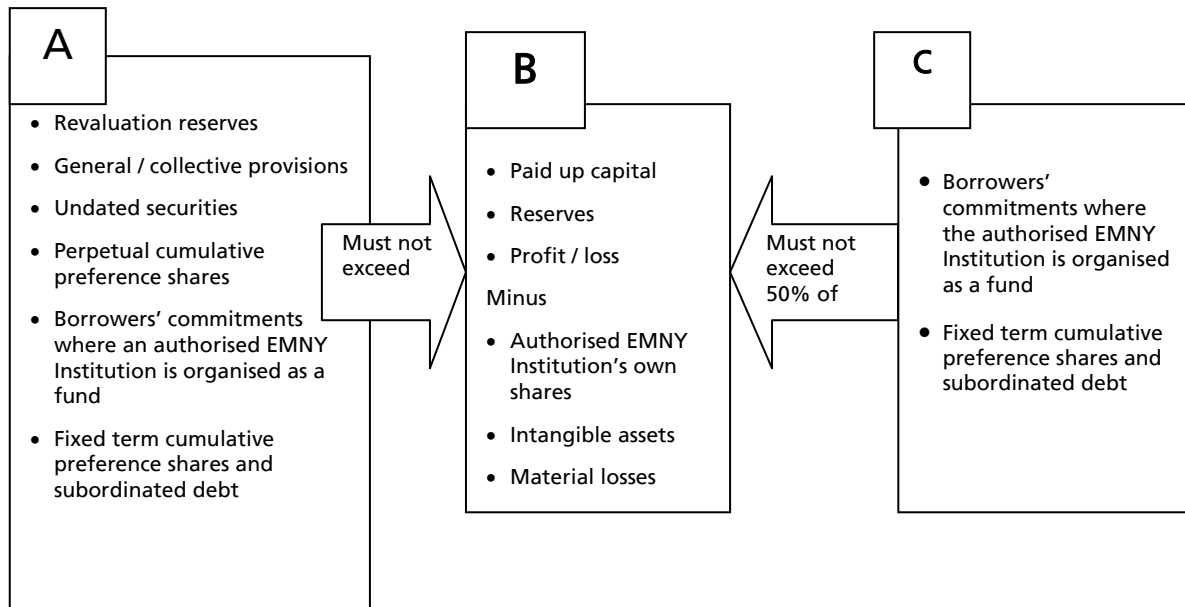 A
• Revaluation reserves
• General / collective provisions
• Undated securities
• Perpetual cumulative
preference shares
• Borrowers’ commitments
where an authorised EMNY
Institution is organised as a
fund
• Fixed term cumulative
preference shares and
subordinated debt
Must not
exceed
B
• Paid up capital
• Reserves
• Profit / loss
Minus
• Authorised EMNY
Institution’s own
shares
• Intangible assets
• Material losses
Must not
exceed
50% of
C
• Borrowers’
commitments where
the authorised EMNY
Institution is organised
as a fund
• Fixed term cumulative
preference shares and
subordinated debt